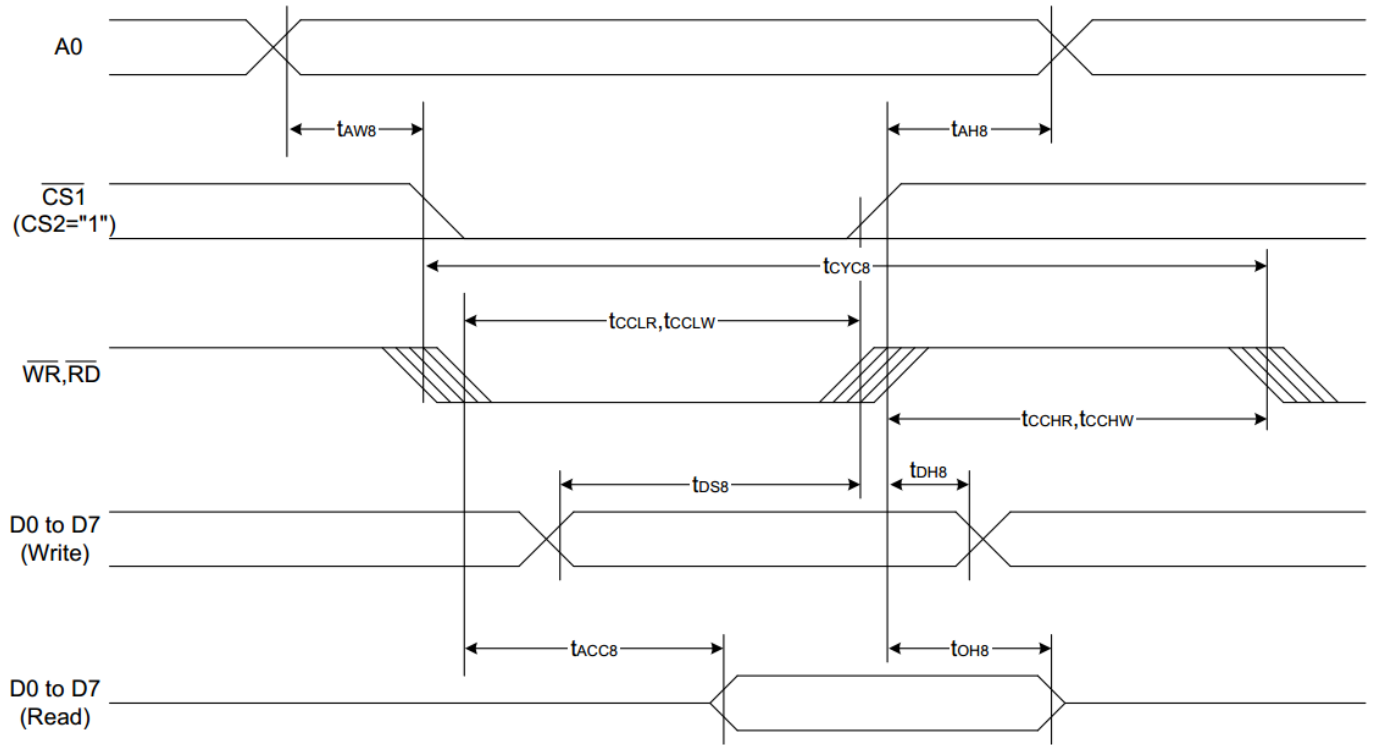 A0
tAW8
tAH8
CS1
(CS2="1")
tCYC8
tCCLR,tCCLW
WR,RD
tCCHR,tCCHW
tDS8
tDH8
D0 to D7
(Write)
tACC8
tOH8
D0 to D7
(Read)